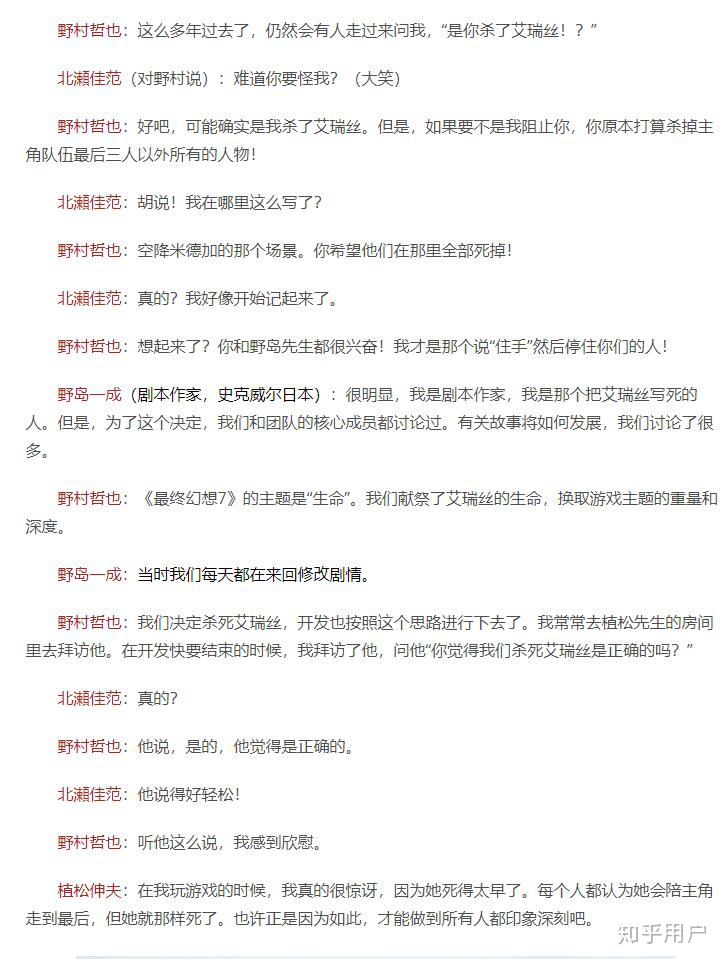 野村哲也：这么多年过去了，仍然会有人走过来问我，“是你杀了艾瑞丝！？”
北瀬佳范（对野村说）：难道你要怪我？（大笑）
野村哲也：好吧，可能确实是我杀了艾瑞丝。但是，如果要不是我阻止你，你原本打算杀掉主
角队伍最后三人以外所有的人物！
北瀬佳范：胡说！我在哪里这么写了？
野村哲也：空降米德加的那个场景。你希望他们在那里全部死掉！
北瀬佳范：真的？我好像开始记起来了。
野村哲也：想起来了？你和野岛先生都很兴奋！我才是那个说“住手”然后停住你们的人！
野岛一成（剧本作家，史克威尔日本）：很明显，我是剧本作家，我是那个把艾瑞丝写死的
人。但是，为了这个决定，我们和团队的核心成员都讨论过。有关故事将如何发展，我们讨论了很
多。
野村哲也：《最终幻想7》的主题是“生命”。我们献祭了艾瑞丝的生命，换取游戏主题的重量和
深度。
野岛一成：当时我们每天都在来回修改剧情。
野村哲也：我们决定杀死艾瑞丝，开发也按照这个思路进行下去了。我常常去植松先生的房间
里去拜访他。在开发快要结束的时候，我拜访了他，问他“你觉得我们杀死艾瑞丝是正确的吗？”
北瀬佳范：真的？
野村哲也：他说，是的，他觉得是正确的。
北瀬佳范：他说得好轻松！
野村哲也：听他这么说，我感到欣慰。
植松伸夫：在我玩游戏的时候，我真的很惊讶，因为她死得太早了。每个人都认为她会陪主角
走到最后，但她就那样死了。也许正是因为如此，才能做到所有人都印象深刻吧。
知乎用户